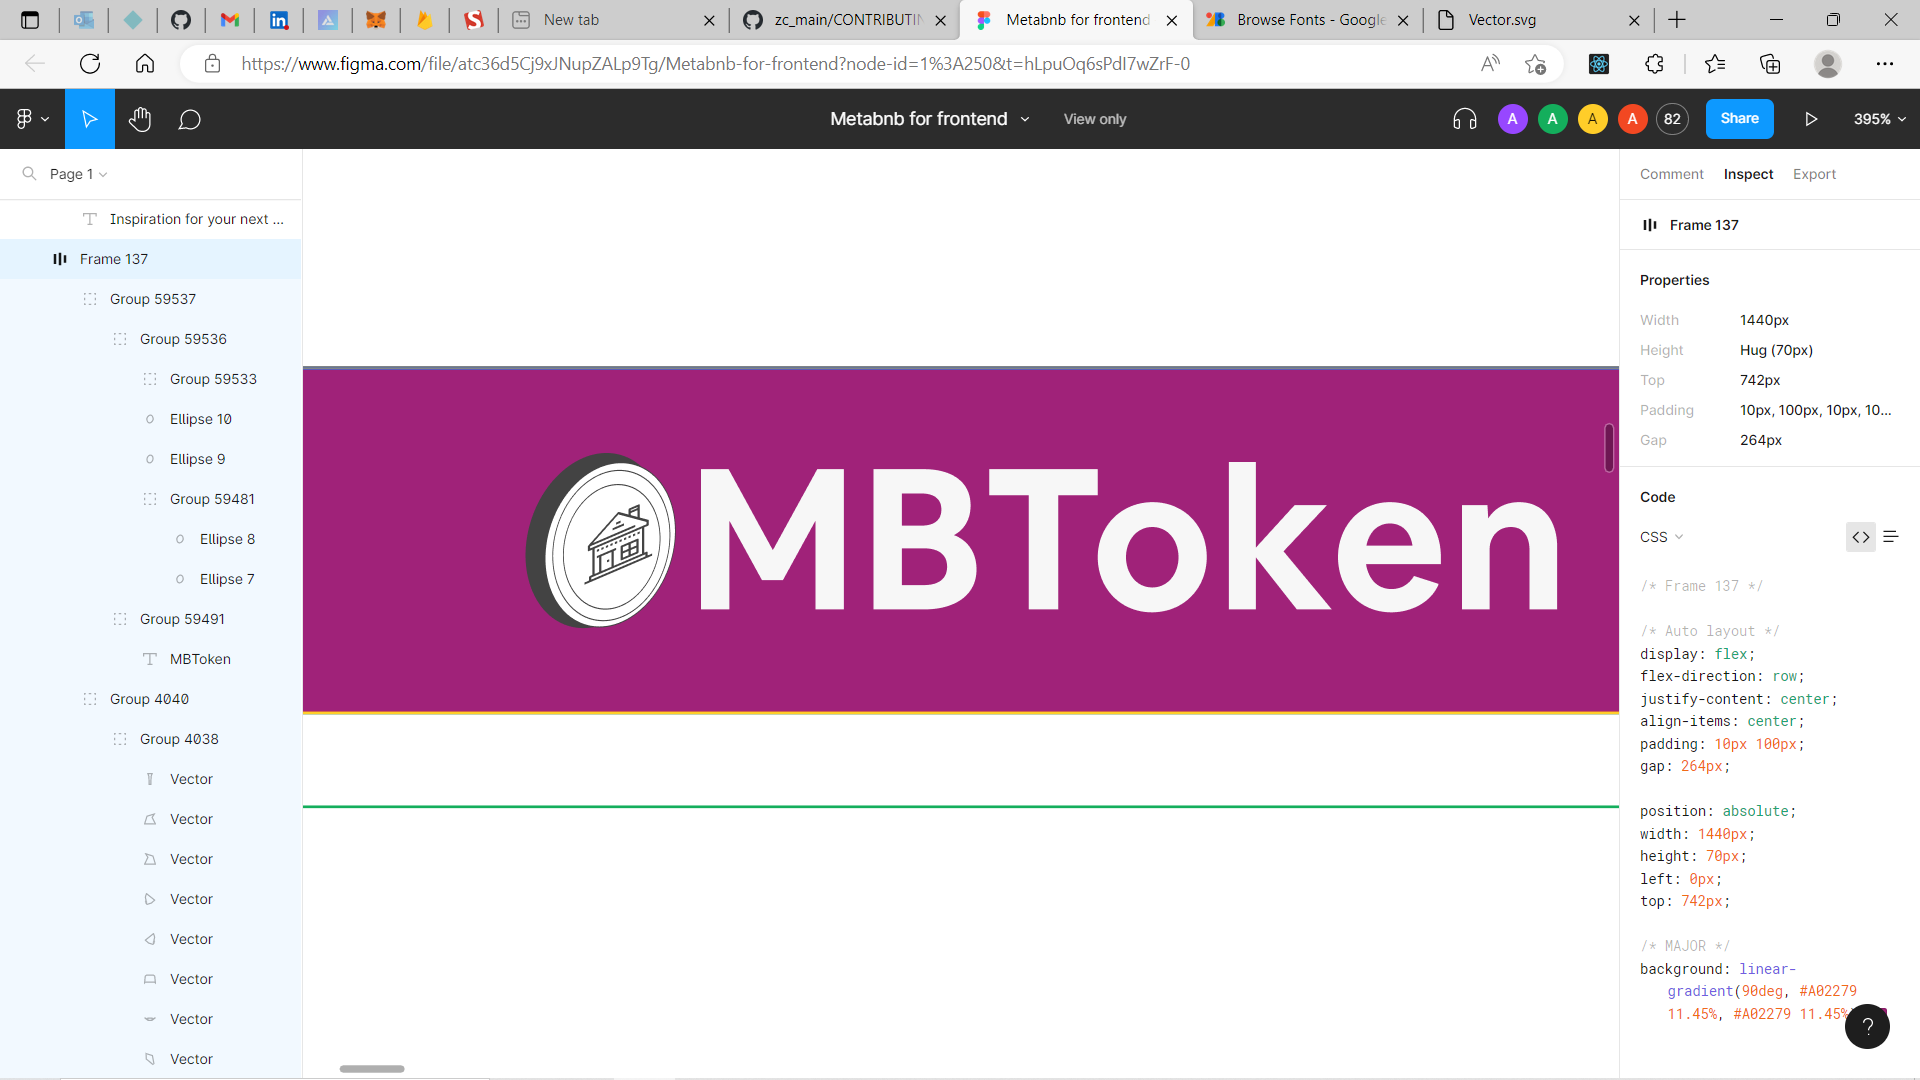 New tab
zc_main/CONTRIBUTIN
Metabnb for frontend
Browse Fonts - Google
Vector.svg
https://www.figma.com/file/atc36d5Cj9xJNupZALp9Tg/Metabnb-for-frontend?node-id=1%3A250&t=hLpuOq6sPdI7wZrF-0
Metabnb for frontend
View only
A
A
A
A
82
Share
395%
Page 1
Comment
Inspect
Export
Inspiration for your next ...
Frame 137
Group 59537
Group 59536
Group 59533
Ellipse 10
Ellipse 9
Group 59481
Ellipse 8
Ellipse 7
Group 59491
MBToken
Group 4040
Group 4038
Vector
Vector
Vector
Vector
Vector
Vector
Vector
Vector
MBToken
Frame 137
Properties
Width 1440px
Height Hug (70px)
Top 742px
Padding 10px, 100px, 10px, 10...
Gap 264px
Code
CSS
/* Frame 137 */
/* Auto layout */
display: flex;
flex-direction: row;
justify-content: center;
align-items: center;
padding: 10px 100px;
gap: 264px;
position: absolute;
width: 1440px;
height: 70px;
left: 0px;
top: 742px;
/* MAJOR */
background: linear-
gradient(90deg, #A02279
11.45%, #A02279 11.45%
?